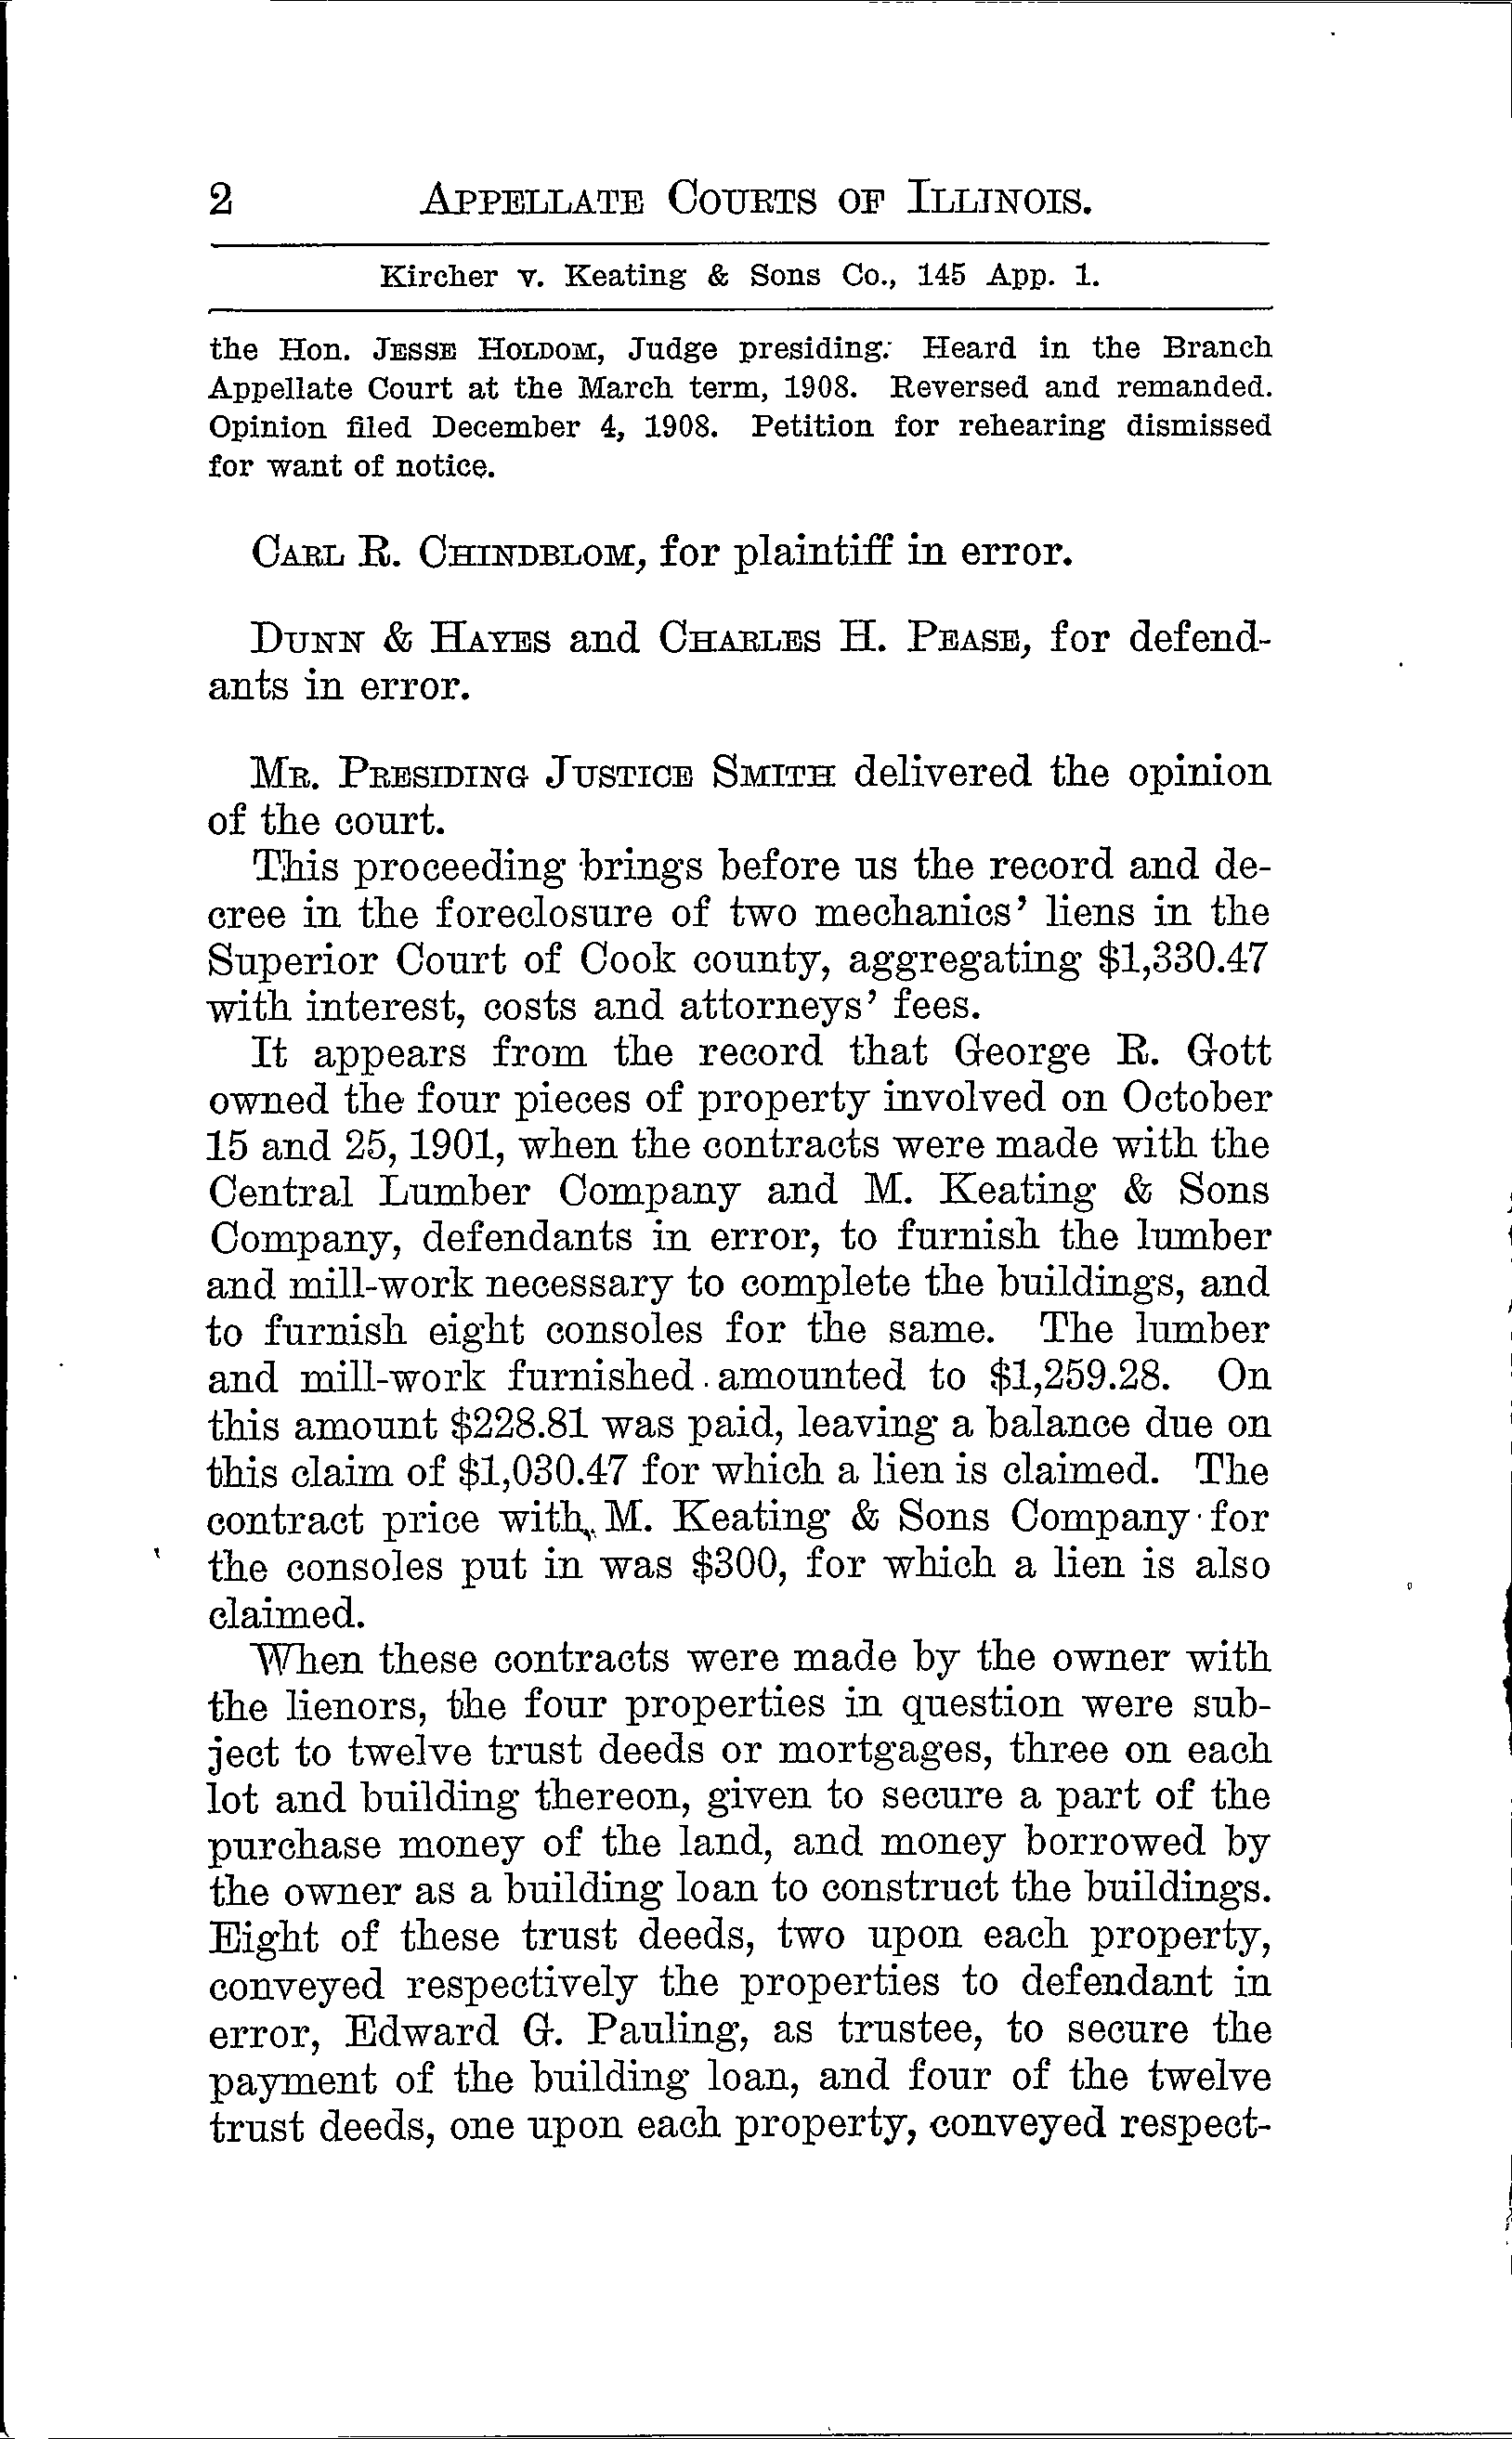 2 APPELLATE COURTS OF ILLINOIS.
Kircher v. Keating & Sons Co., 145 App. 1.
the Hon. JESSE HOLDOM, Judge presiding. Heard in the Branch
Appellate Court at the March term, 1908. Reversed and remanded.
Opinion filed December 4, 1908. Petition for rehearing dismissed
for want of notice.
CARL R. CHINDBLOM, for plaintiff in error.
DUNN & HAYES and CHARLES H. PEASE, for defend-
ants in error.
MR. PRESIDING JUSTICE SMITH delivered the opinion
of the court.
This proceeding brings before us the record and de-
cree in the foreclosure of two mechanics' liens in the
Superior Court of Cook county, aggregating $1,330.47
with interest, costs and attorneys' fees.
It appears from the record that George R. Gott
owned the four pieces of property involved on October
15 and 25, 1901, when the contracts were made with the
Central Lumber Company and M. Keating & Sons
Company, defendants in error, to furnish the lumber
and mill-work necessary to complete the buildings, and
to furnish eight consoles for the same. The lumber
and mill-work furnished amounted to $1,259.28. On
this amount $228.81 was paid, leaving a balance due on
this claim of $1,030.47 for which a lien is claimed. The
contract price with M. Keating & Sons Company for
the consoles put in was $300, for which a lien is also
claimed.
When these contracts were made by the owner with
the lienors, the four properties in question were sub-
ject to twelve trust deeds or mortgages, three on each
lot and building thereon, given to secure a part of the
purchase money of the land, and money borrowed by
the owner as a building loan to construct the buildings.
Eight of these trust deeds, two upon each property,
conveyed respectively the properties to defendant in
error, Edward G. Pauling, as trustee, to secure the
payment of the building loan, and four of the twelve
trust deeds, one upon each property, conveyed respect-